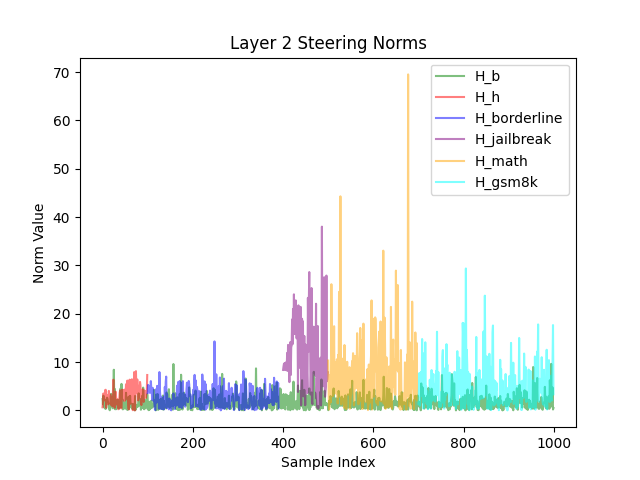 Layer 2 Steering Norms
70
60
50
40
30
20
10
0
Norm Value
H_b
H_h
H_borderline
H_jailbreak
H_math
H_gsm8k
0 200 400 600 800 1000
Sample Index